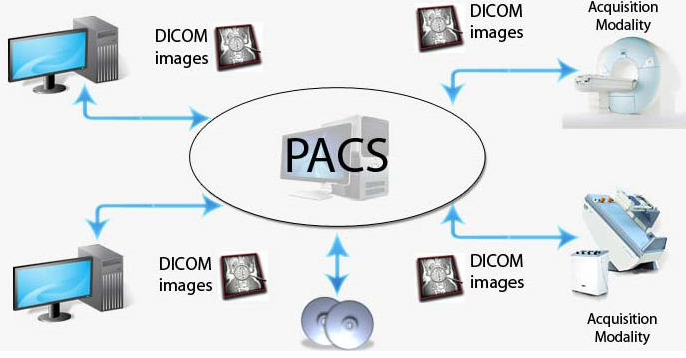 DICOM
images
DICOM
images
Acquisition
Modality
PACS
DICOM
images
DICOM
images
Acquisition
Modality